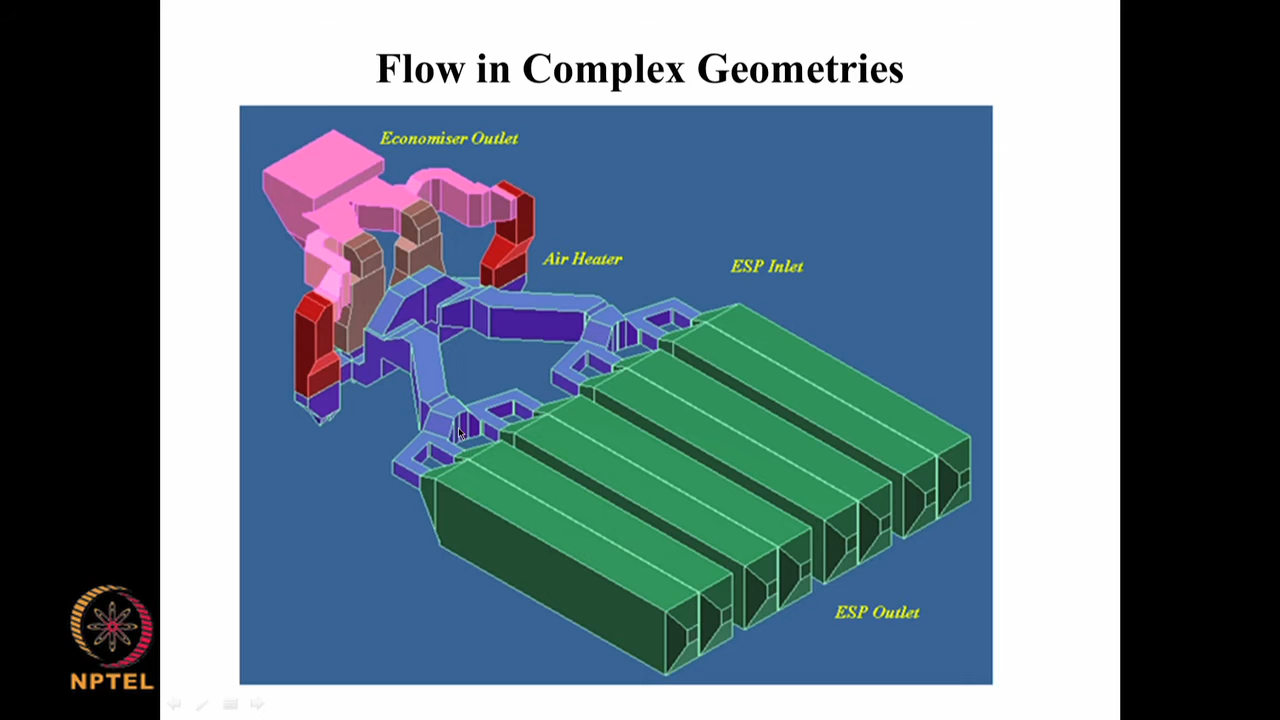 Flow in Complex Geometries
Economiser Outlet
Air Heater
ESP Inlet
ESP Outlet
NPTEL